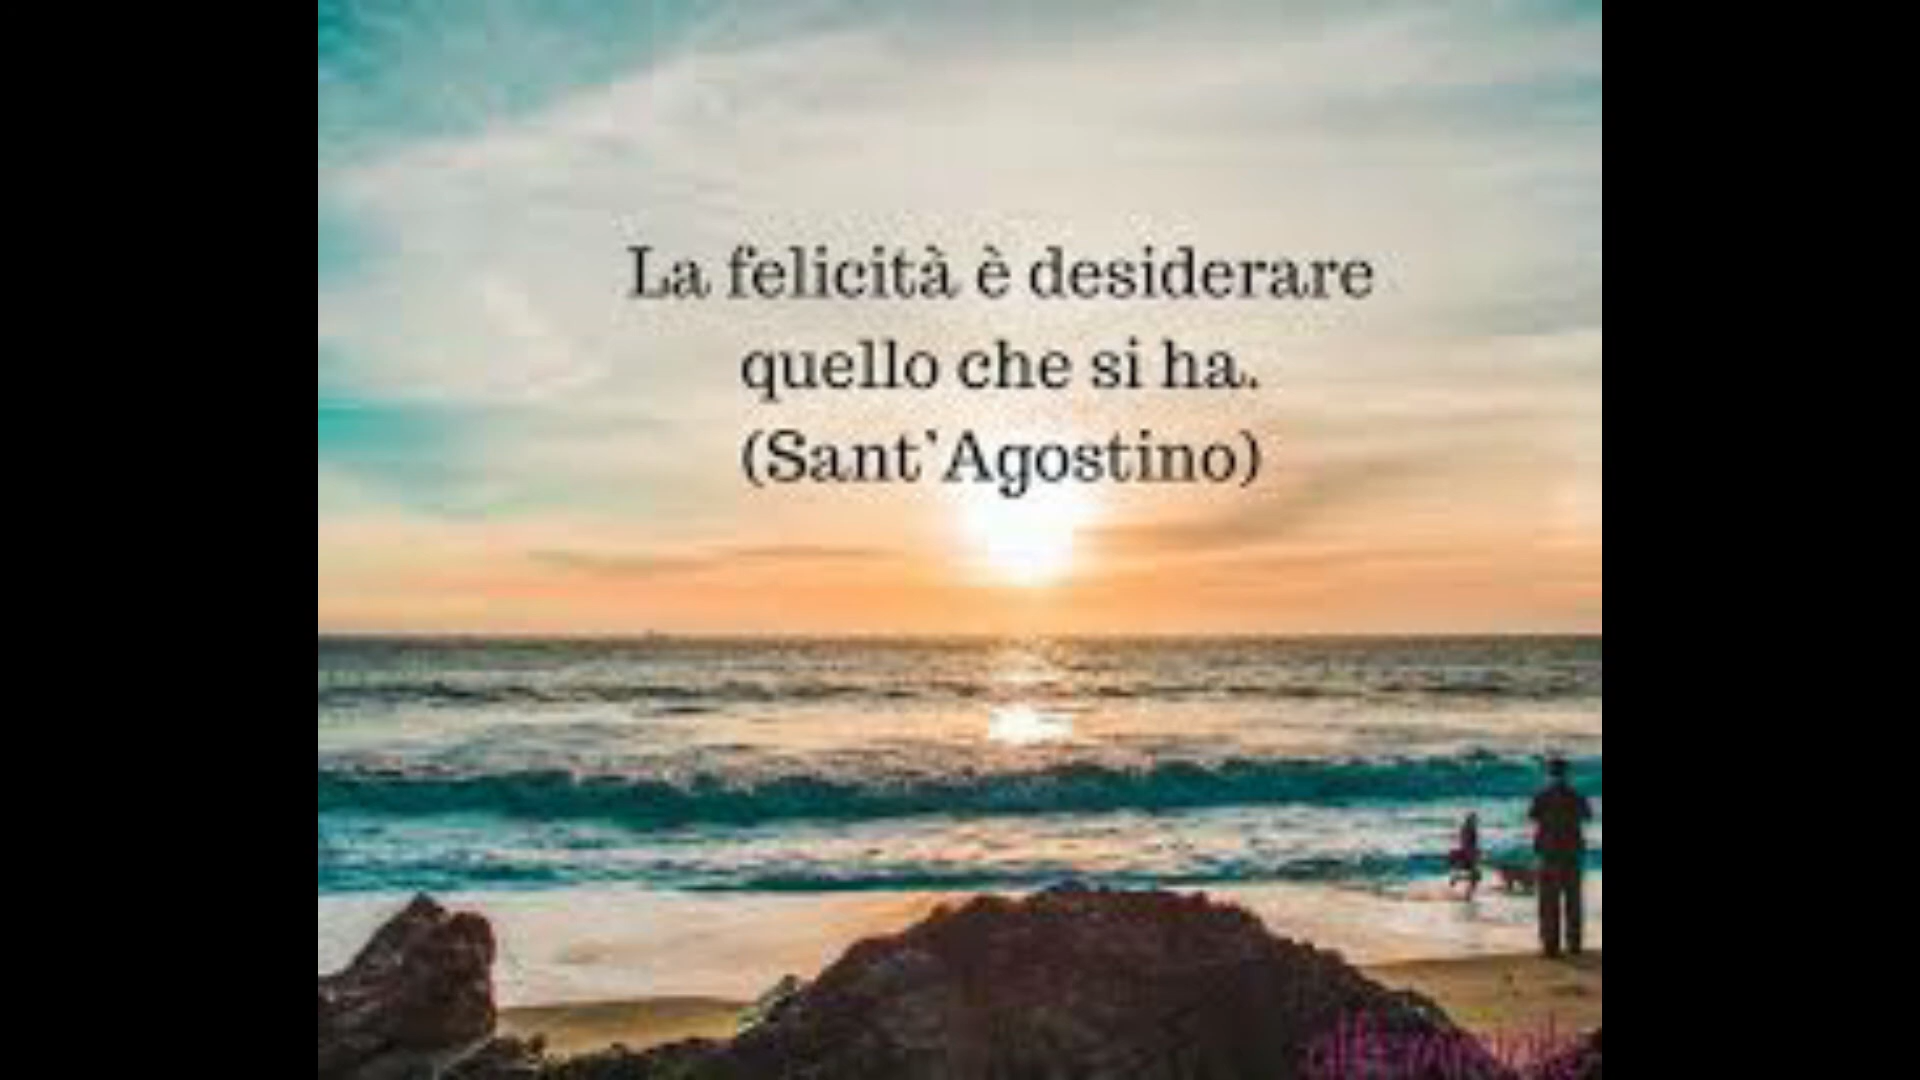 La felicità è desiderare
quello che si ha.
(Sant'Agostino)